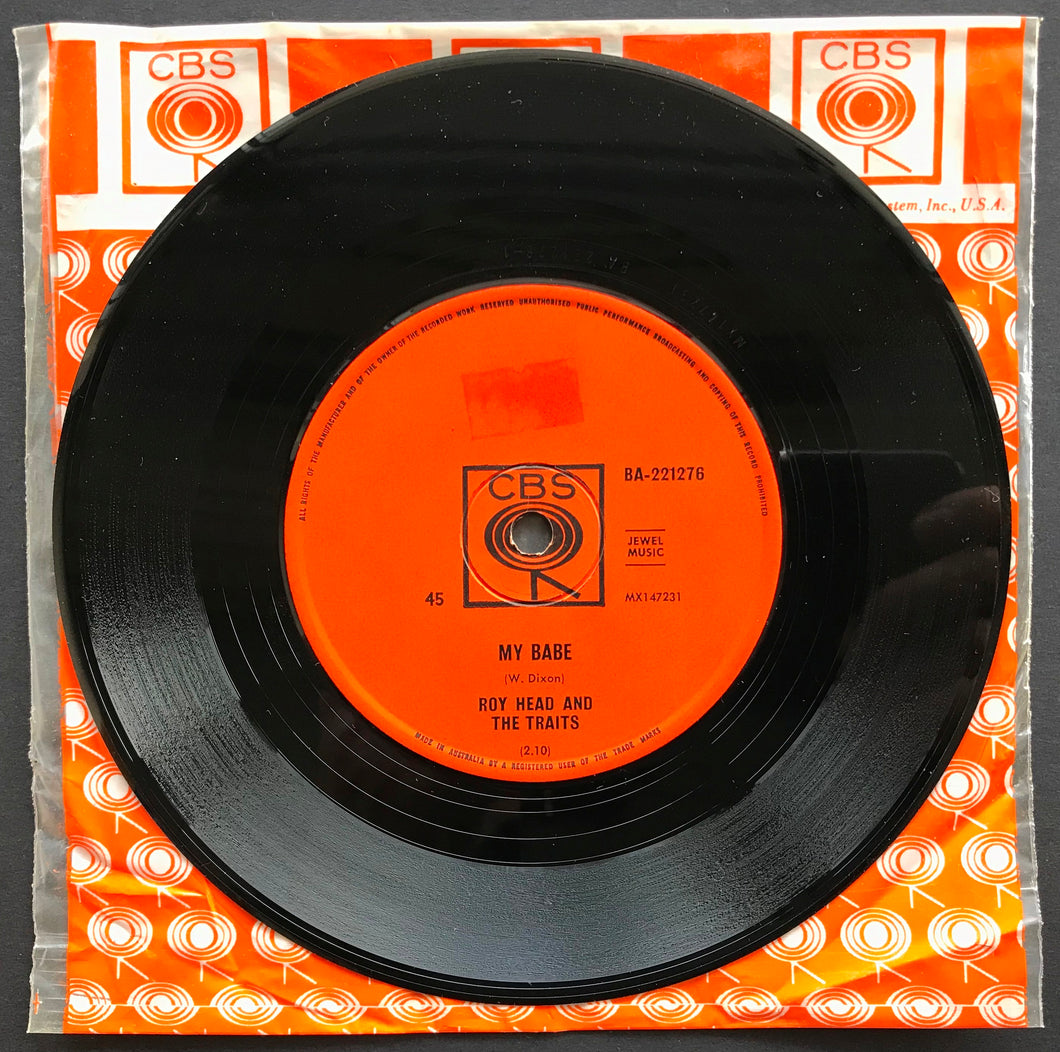 CBS
CBS
stem, Inc., U.S.A.
ALL RIGHTS OF THE MANUFACTURER AND OF THE OWNER OF THE RECORDED WORK RESERVED UNAUTHORISED PUBLIC PERFORMANCE BROADCASTING AND COPYING OF THIS RECORD PROHIBITED
CBS
BA-221276
JEWEL
MUSIC
45
MX147231
MY BABE
(W. Dixon)
ROY HEAD AND
THE TRAITS
(2.10)
MADE IN AUSTRALIA BY A REGISTERED USER OF THE TRADE MARKS